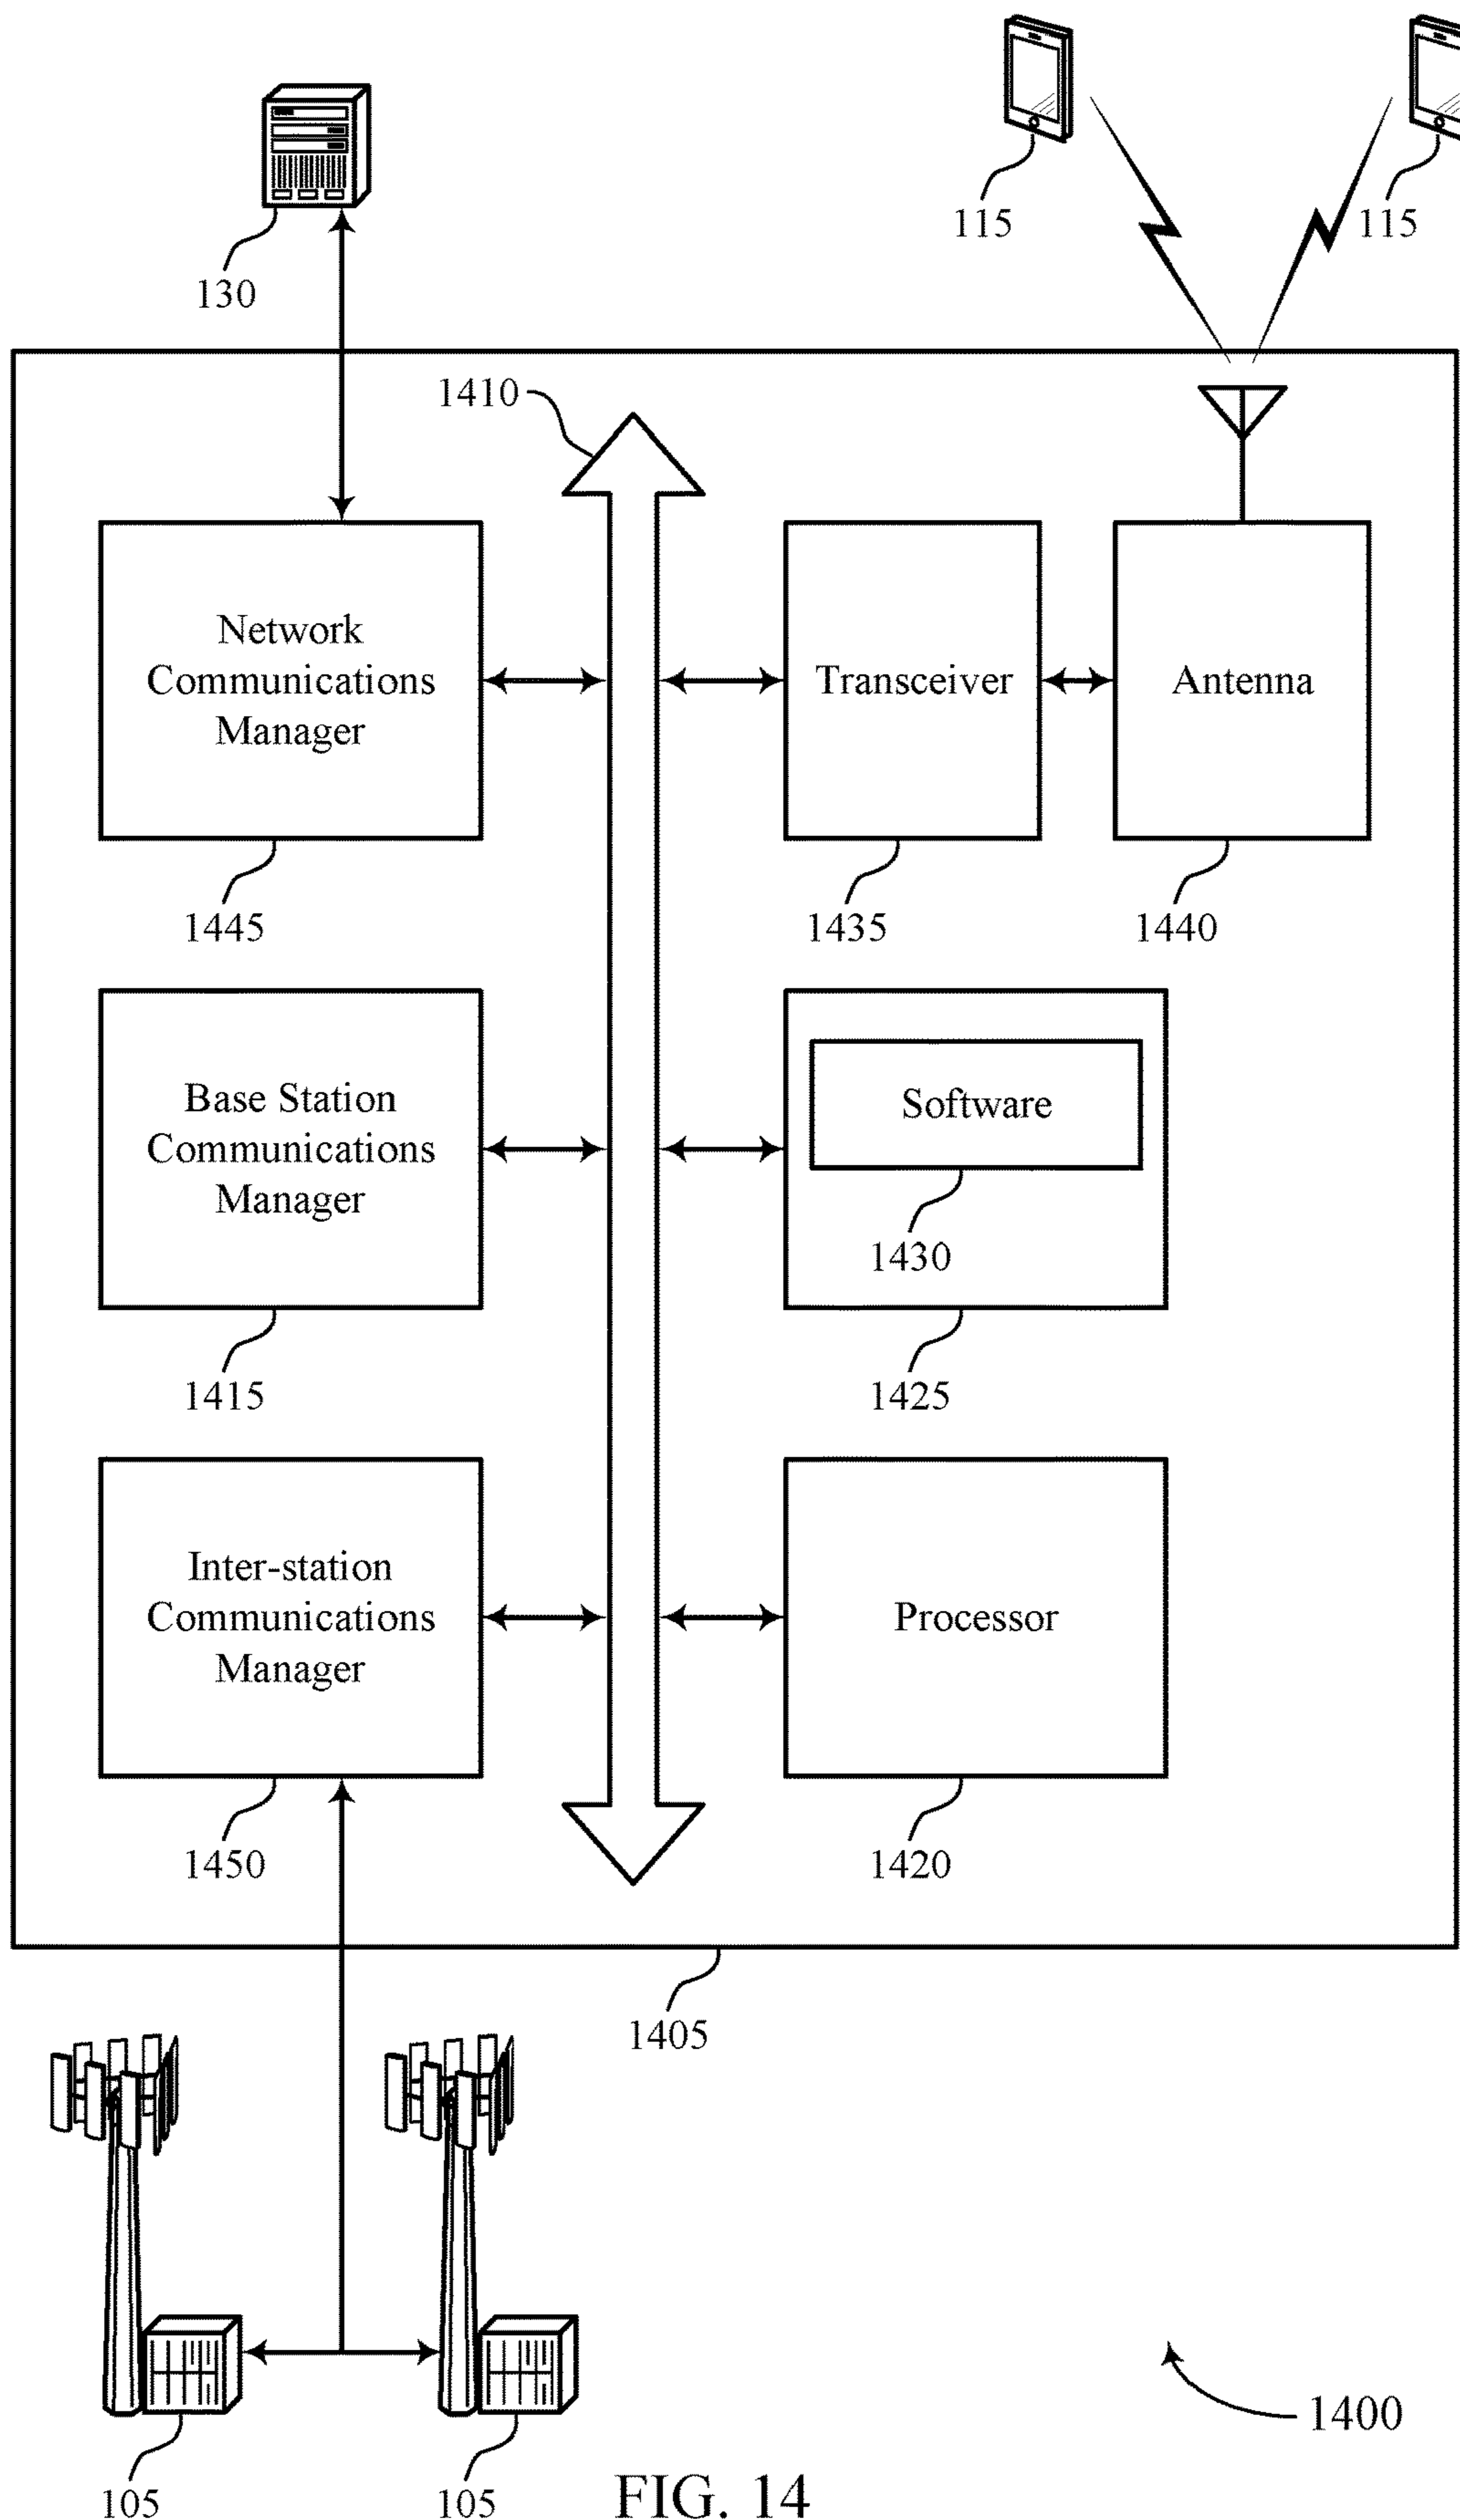 115
115
130
1410
Network
Communications
Manager
Transceiver
Antenna
1445
1435
1440
Base Station
Communications
Manager
Software
1430
1415
1425
Inter-station
Communications
Manager
Processor
1450
1420
1405
1400
105
105
FIG. 14